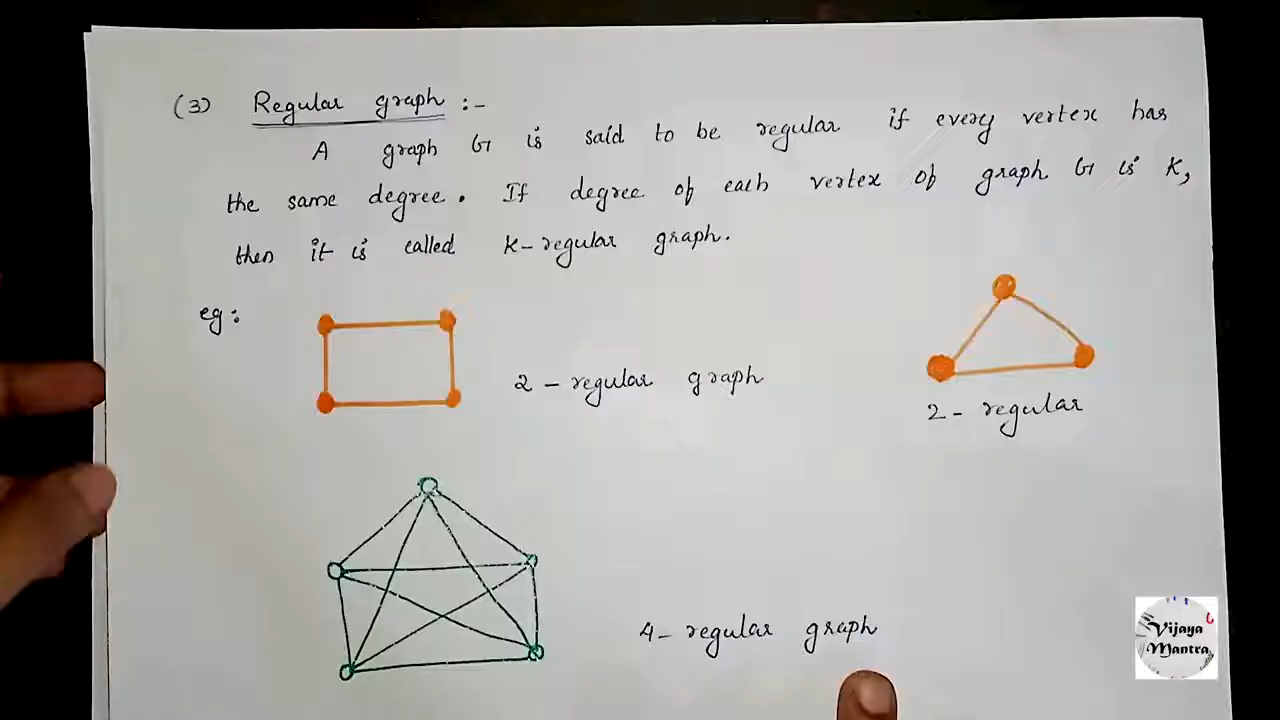 (3) Regular graph :-
A graph G is said to be regular if every vertex has
the same degree. If degree of each vertex of graph G is K,
then it is called K-regular graph.
eg:
2 - regular graph
2 - regular
4 - regular graph
Vijaya
Mantra